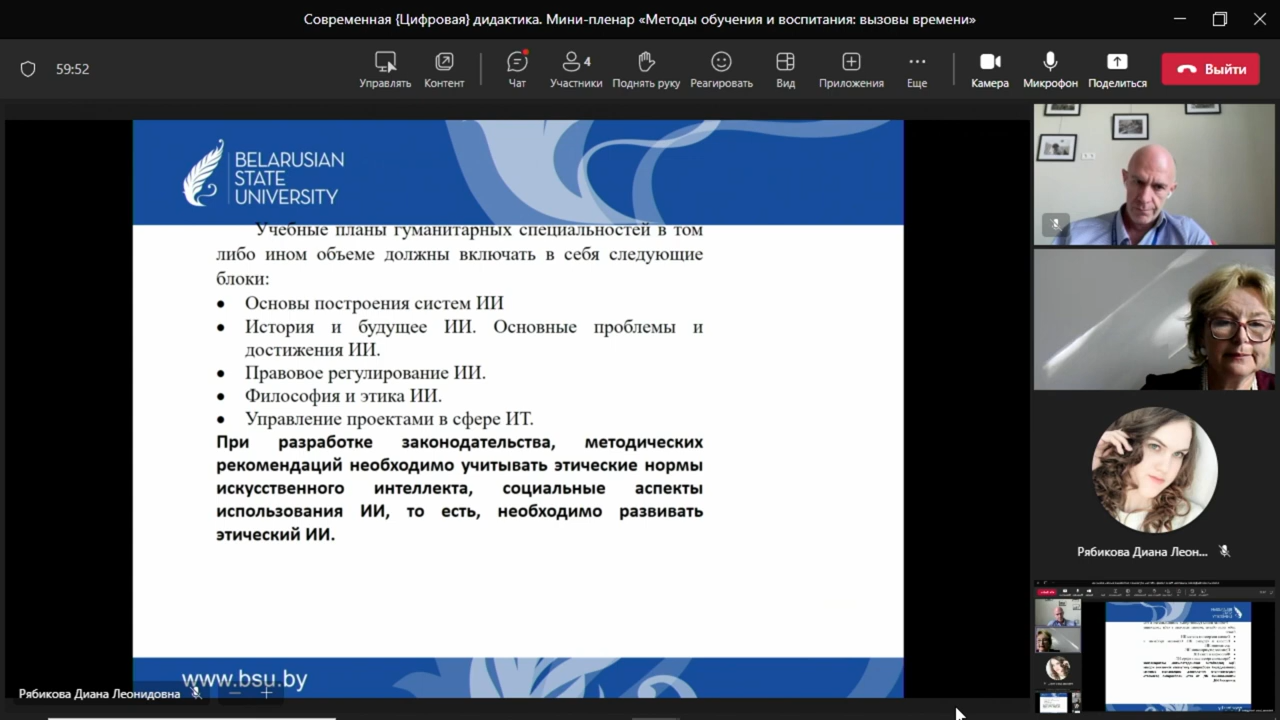 Современная {Цифровая} дидактика. Мини-пленар «Методы обучения и воспитания: вызовы времени»
59:52
Управлять
Контент
Чат
4
Участники
Поднять руку
Реагировать
Вид
Приложения
Еще
Камера
Микрофон
Поделиться
Выйти
BELARUSIAN
STATE
UNIVERSITY
Учебные планы гуманитарных специальностей в том
либо ином объеме должны включать в себя следующие
блоки:
• Основы построения систем ИИ
• История и будущее ИИ. Основные проблемы и
достижения ИИ.
• Правовое регулирование ИИ.
• Философия и этика ИИ.
• Управление проектами в сфере ИТ.
При разработке законодательства, методических
рекомендаций необходимо учитывать этические нормы
искусственного интеллекта, социальные аспекты
использования ИИ, то есть, необходимо развивать
этический ИИ.
www.bsu.by
Рябикова Диана Леон...